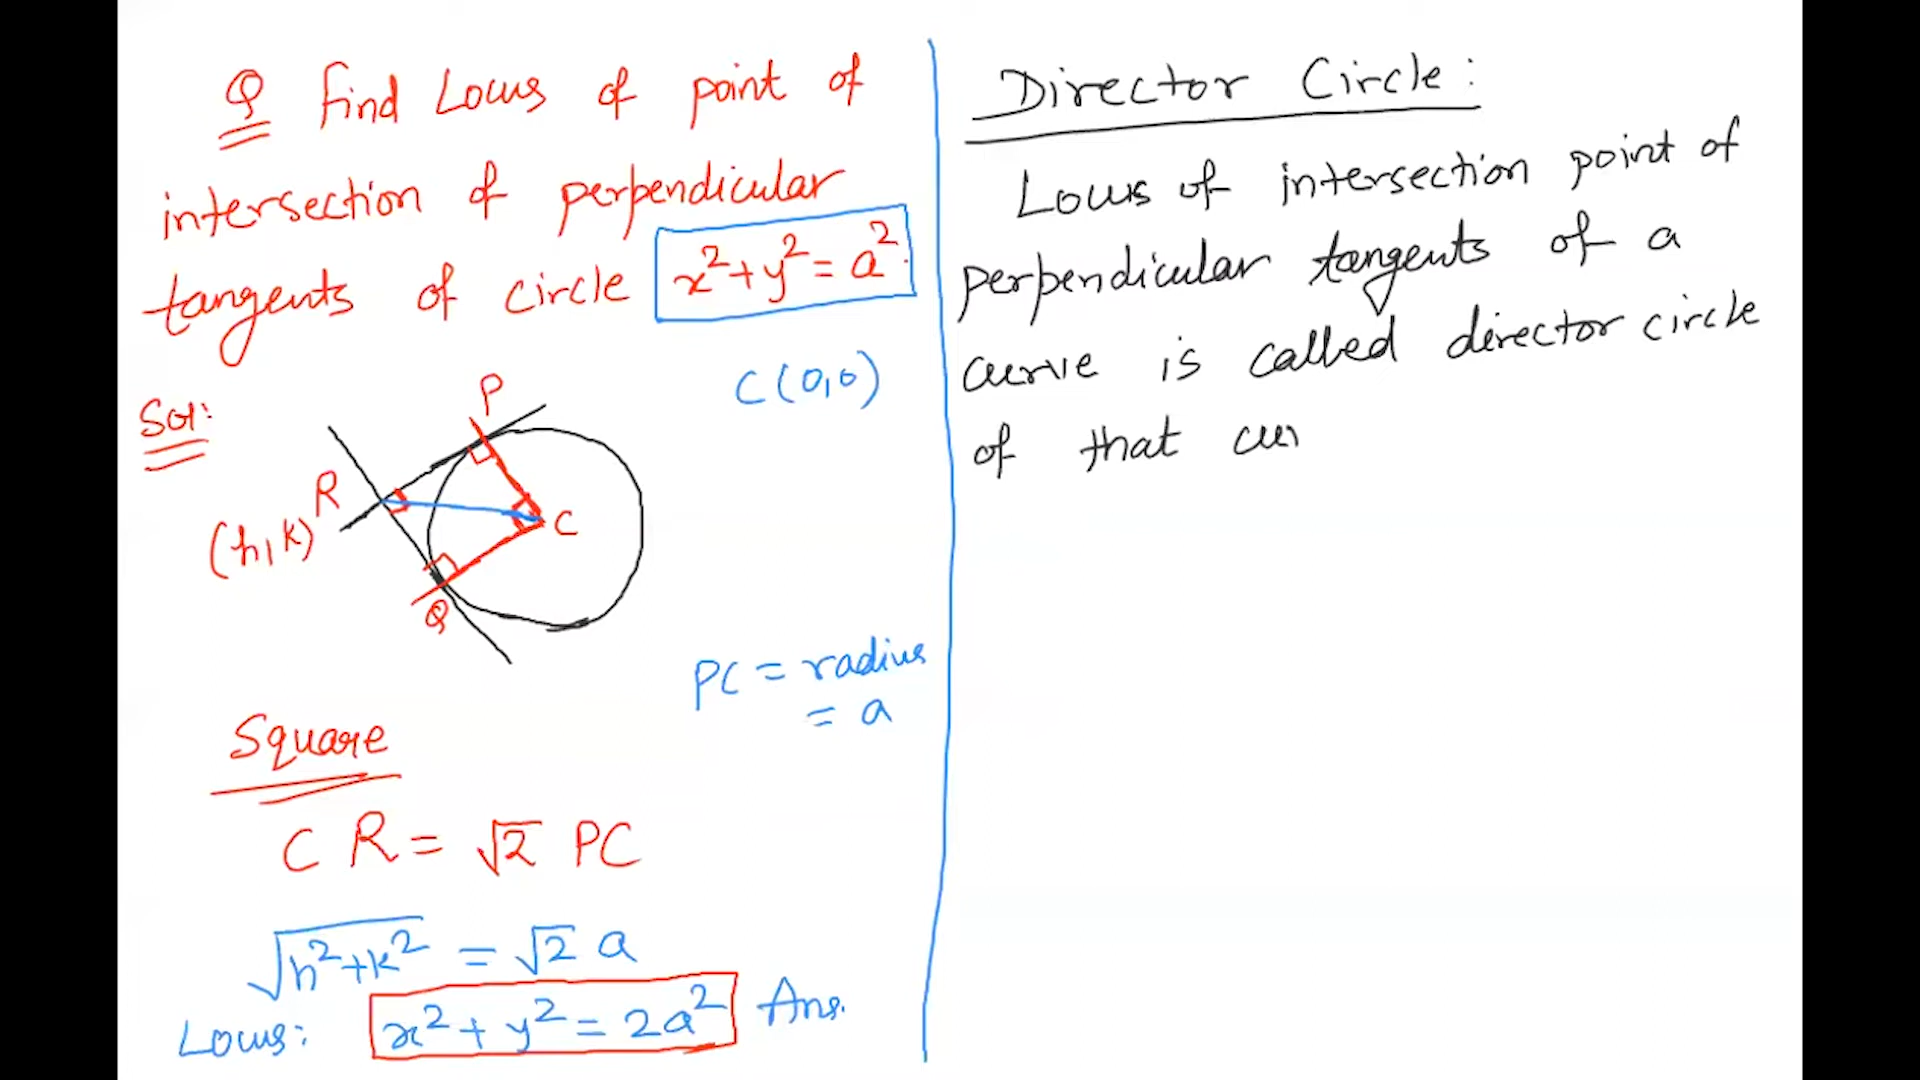 Q Find Locus of point of
intersection of perpendicular
tangents of circle x² + y² = a².
C (0,0)
Sol:
P
R
(h,k)
C
Q
PC = radius
= a
Square
C R = √2 PC
√h²+k² = √2 a
Locus: x² + y² = 2a² Ans.
Director Circle:
Locus of intersection point of
perpendicular tangents of a
curve is called director circle
of that cur